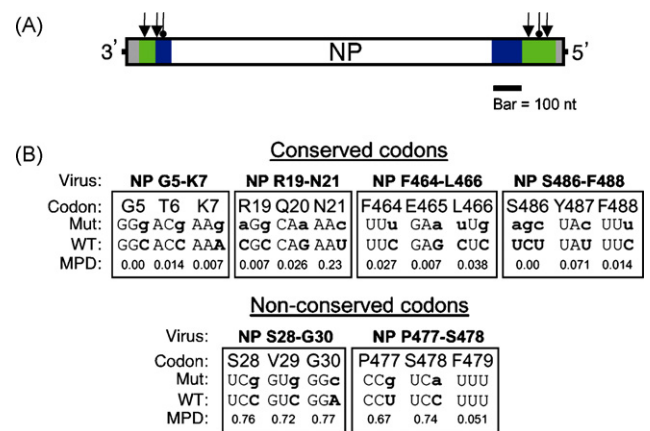 (A)
3’ NP 5’
Bar = 100 nt
(B)
Conserved codons
Virus: NP G5-K7 NP R19-N21 NP F464-L466 NP S486-F488
Codon: G5 T6 K7 R19 Q20 N21 F464 E465 L466 S486 Y487 F488
Mut: GGg ACg AAg aGg CAa AAc UUu GAa uUg agc UAc UUu
WT: GGC ACC AAA CGC CAG AAU UUC GAG CUC UCU UAU UUC
MPD: 0.00 0.014 0.007 0.007 0.026 0.23 0.027 0.007 0.038 0.00 0.071 0.014
Non-conserved codons
Virus: NP S28-G30 NP P477-S478
Codon: S28 V29 G30 P477 S478 F479
Mut: UCg GUg GGc CCg UCa UUU
WT: UCC GUC GGA CCU UCC UUU
MPD: 0.76 0.72 0.77 0.67 0.74 0.051